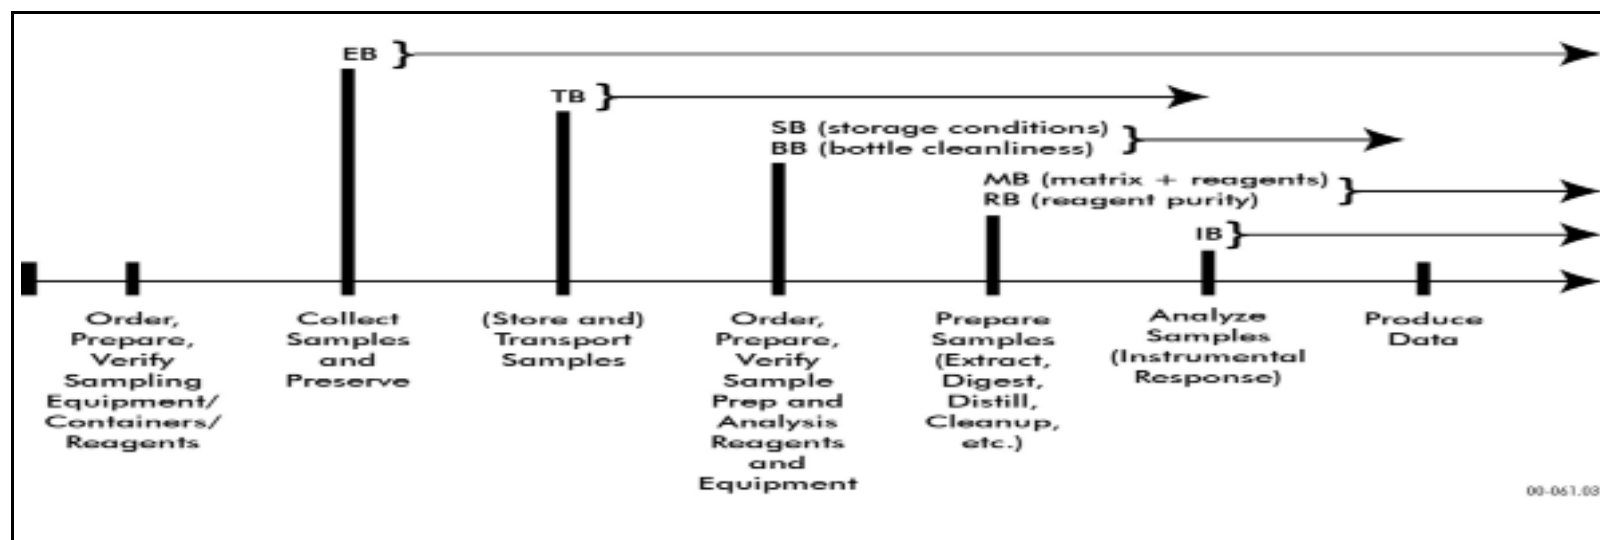 EB }
TB }
SB (storage conditions)
BB (bottle cleanliness) }
MB (matrix + reagents)
RB (reagent purity) }
IB }
Order,
Prepare,
Verify
Sampling
Equipment/
Containers/
Reagents
Collect
Samples
and
Preserve
(Store and)
Transport
Samples
Order,
Prepare,
Verify
Sample
Prep and
Analysis
Reagents
and
Equipment
Prepare
Samples
(Extract,
Digest,
Distill,
Cleanup,
etc.)
Analyze
Samples
(Instrumental
Response)
Produce
Data
00-061.03